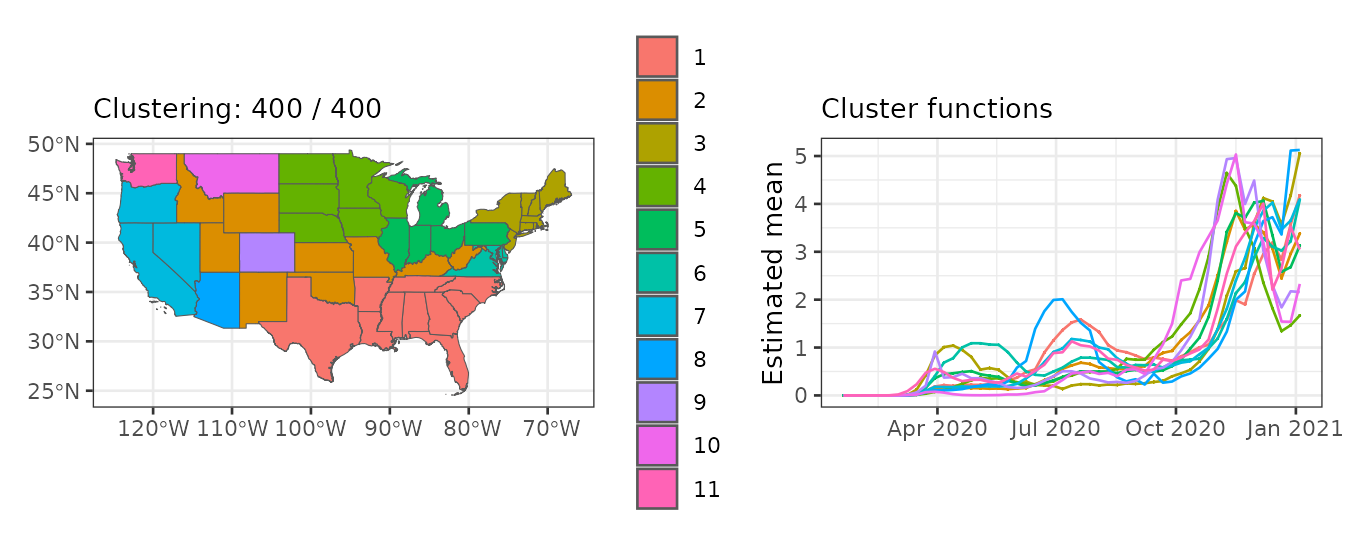 Clustering: 400 / 400
50°N
45°N
40°N
35°N
30°N
25°N
120°W 110°W 100°W 90°W 80°W 70°W
1
2
3
4
5
6
7
8
9
10
11
Cluster functions
Estimated mean
5
4
3
2
1
0
Apr 2020 Jul 2020 Oct 2020 Jan 2021